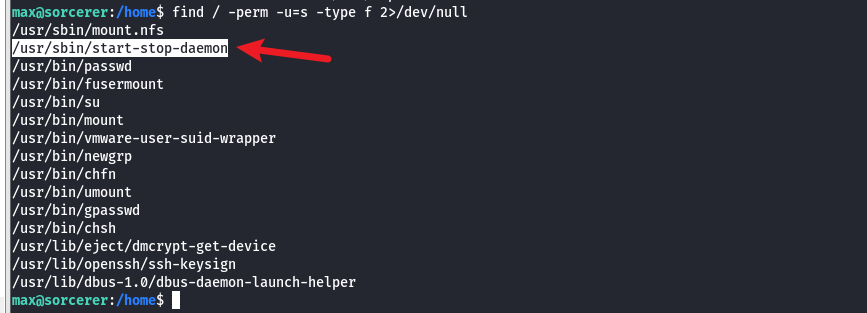 max@sorcerer:/home$ find / -perm -u=s -type f 2>/dev/null
/usr/sbin/mount.nfs
/usr/sbin/start-stop-daemon
/usr/bin/passwd
/usr/bin/fusermount
/usr/bin/su
/usr/bin/mount
/usr/bin/vmware-user-suid-wrapper
/usr/bin/newgrp
/usr/bin/chfn
/usr/bin/umount
/usr/bin/gpasswd
/usr/bin/chsh
/usr/lib/eject/dmcrypt-get-device
/usr/lib/openssh/ssh-keysign
/usr/lib/dbus-1.0/dbus-daemon-launch-helper
max@sorcerer:/home$